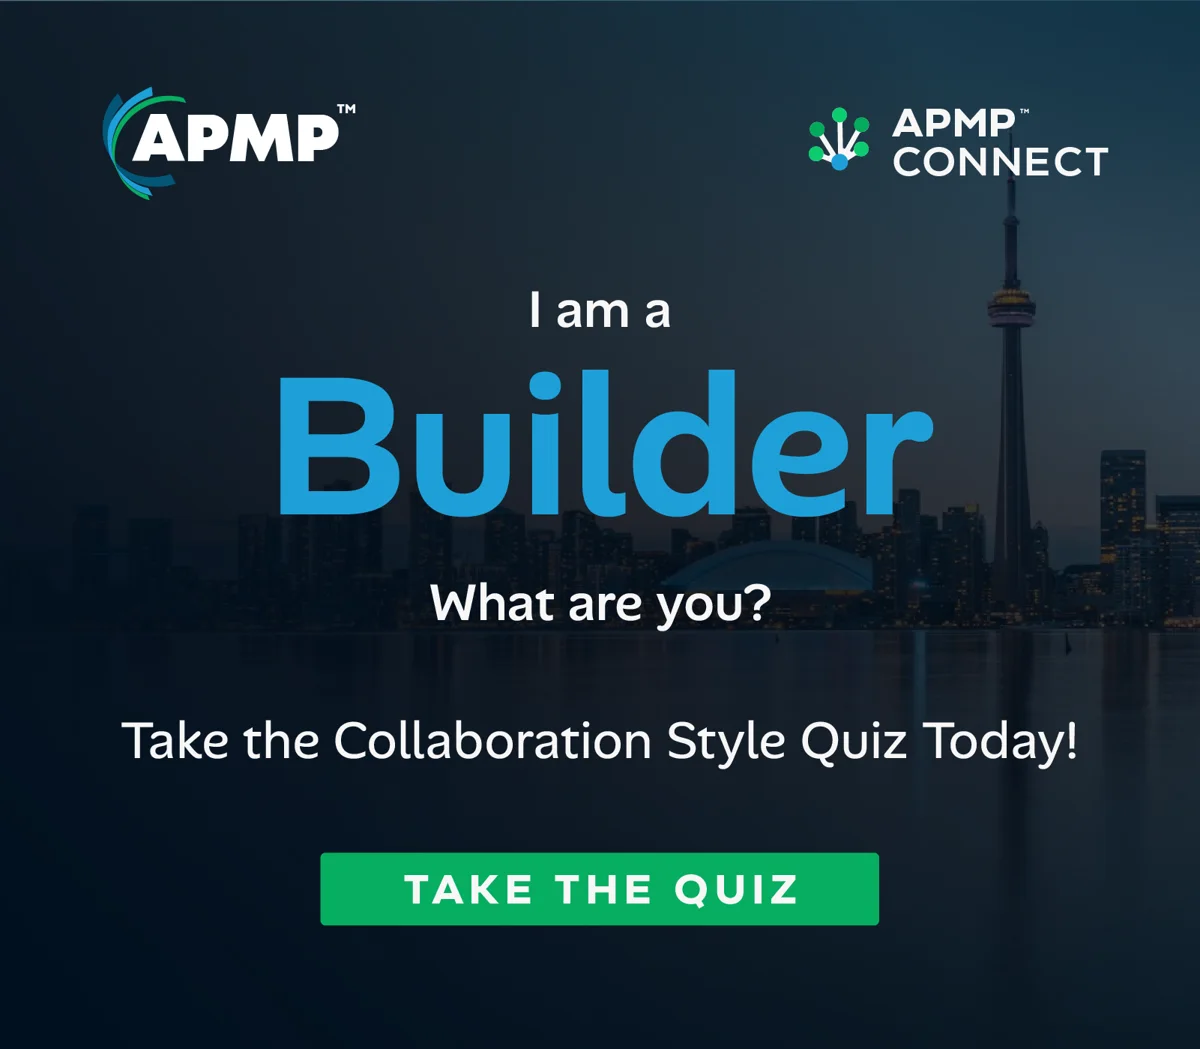 APMP™
APMP™
CONNECT
I am a
Builder
What are you?
Take the Collaboration Style Quiz Today!
TAKE THE QUIZ